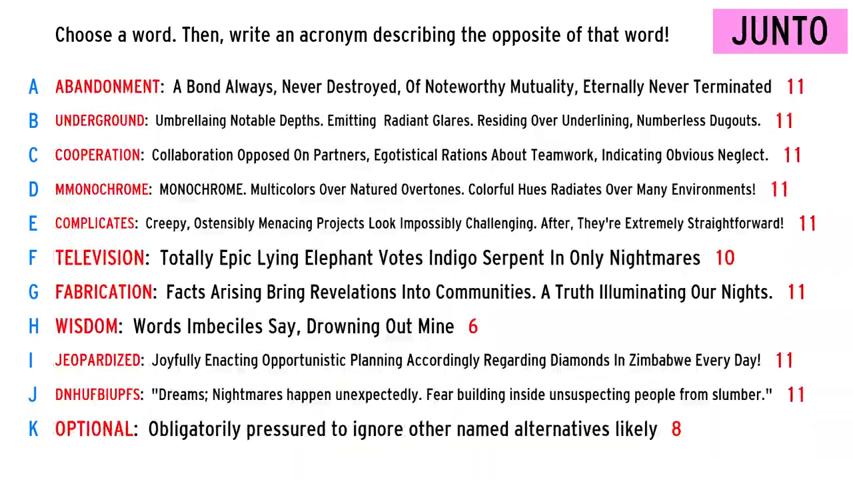 Choose a word. Then, write an acronym describing the opposite of that word!
JUNTO
A ABANDONMENT: A Bond Always, Never Destroyed, Of Noteworthy Mutuality, Eternally Never Terminated 11
B UNDERGROUND: Umbrellaing Notable Depths. Emitting Radiant Glares. Residing Over Underlining, Numberless Dugouts. 11
C COOPERATION: Collaboration Opposed On Partners, Egotistical Rations About Teamwork, Indicating Obvious Neglect. 11
D MMONOCHROME: MONOCHROME. Multicolors Over Natured Overtones. Colorful Hues Radiates Over Many Environments! 11
E COMPLICATES: Creepy, Ostensibly Menacing Projects Look Impossibly Challenging. After, They're Extremely Straightforward! 11
F TELEVISION: Totally Epic Lying Elephant Votes Indigo Serpent In Only Nightmares 10
G FABRICATION: Facts Arising Bring Revelations Into Communities. A Truth Illuminating Our Nights. 11
H WISDOM: Words Imbeciles Say, Drowning Out Mine 6
I JEOPARDIZED: Joyfully Enacting Opportunistic Planning Accordingly Regarding Diamonds In Zimbabwe Every Day! 11
J DNHUFBIUPFS: "Dreams; Nightmares happen unexpectedly. Fear building inside unsuspecting people from slumber." 11
K OPTIONAL: Obligatorily pressured to ignore other named alternatives likely 8